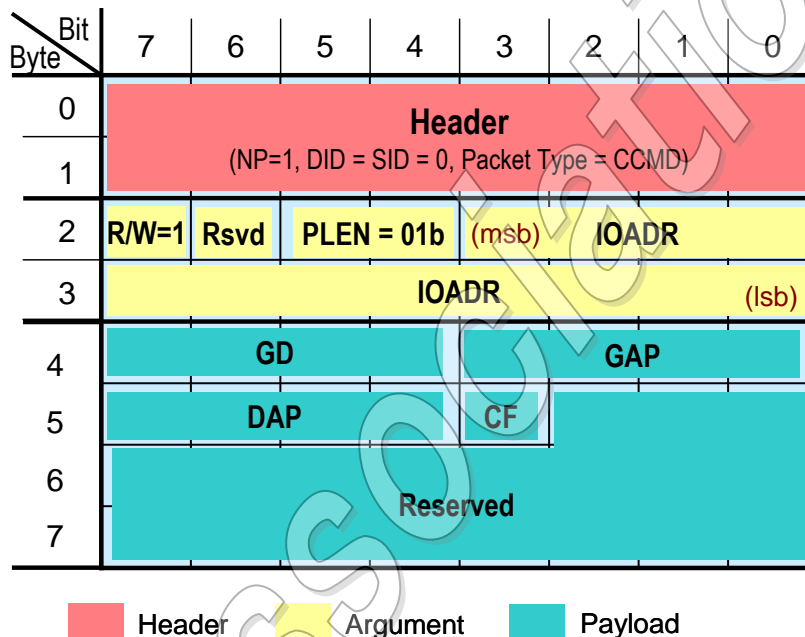 Bit
Byte
7 6 5 4 3 2 1 0
0
Header
(NP=1, DID = SID = 0, Packet Type = CCMD)
1
2 R/W=1 Rsvd PLEN = 01b (msb) IOADR
3 IOADR (lsb)
4 GD GAP
5 DAP CF
6
Reserved
7
Header Argument Payload
ssociatio